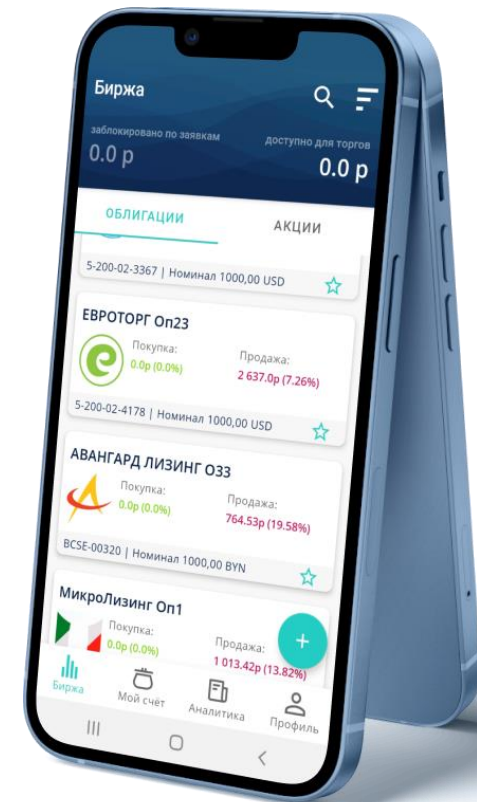 Биржа
заблокировано по заявкам
доступно для торгов
0.0 р
0.0 р
ОБЛИГАЦИИ
АКЦИИ
5-200-02-3367 | Номинал 1000,00 USD
ЕВРОТОРГ Оп23
Покупка:
Продажа:
0.0р (0.0%)
2 637.0р (7.26%)
5-200-02-4178 | Номинал 1000,00 USD
АВАНГАРД ЛИЗИНГ О33
Покупка:
Продажа:
0.0р (0.0%)
764.53р (19.58%)
BCSE-00320 | Номинал 1000,00 BYN
МикроЛизинг Оп1
Покупка:
Продажа:
0.0р (0.0%)
1 013.42р (13.82%)
+
Биржа
Мой счёт
Аналитика
Профиль